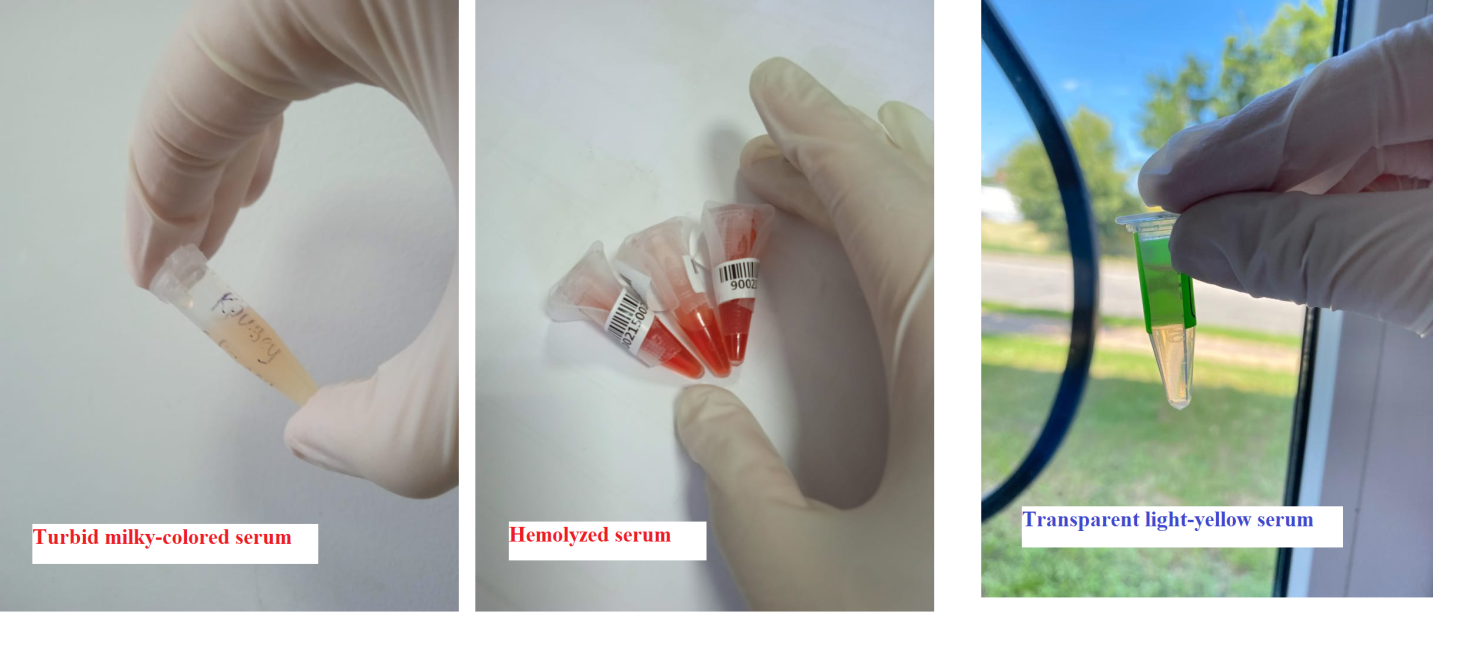 Turbid milky-colored serum
Hemolyzed serum
Transparent light-yellow serum